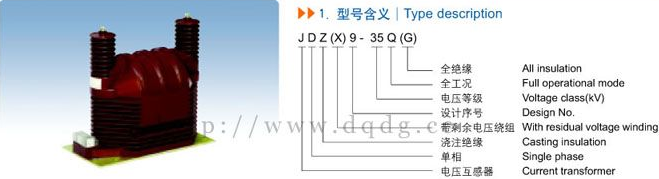 1. 型号含义 | Type description
J D Z (X) 9 - 35 Q (G)
全绝缘 All insulation
全工况 Full operational mode
电压等级 Voltage class(kV)
设计序号 Design No.
带剩余电压绕组 With residual voltage winding
浇注绝缘 Casting insulation
单相 Single phase
电压互感器 Current transformer
p://www.dqdg.com